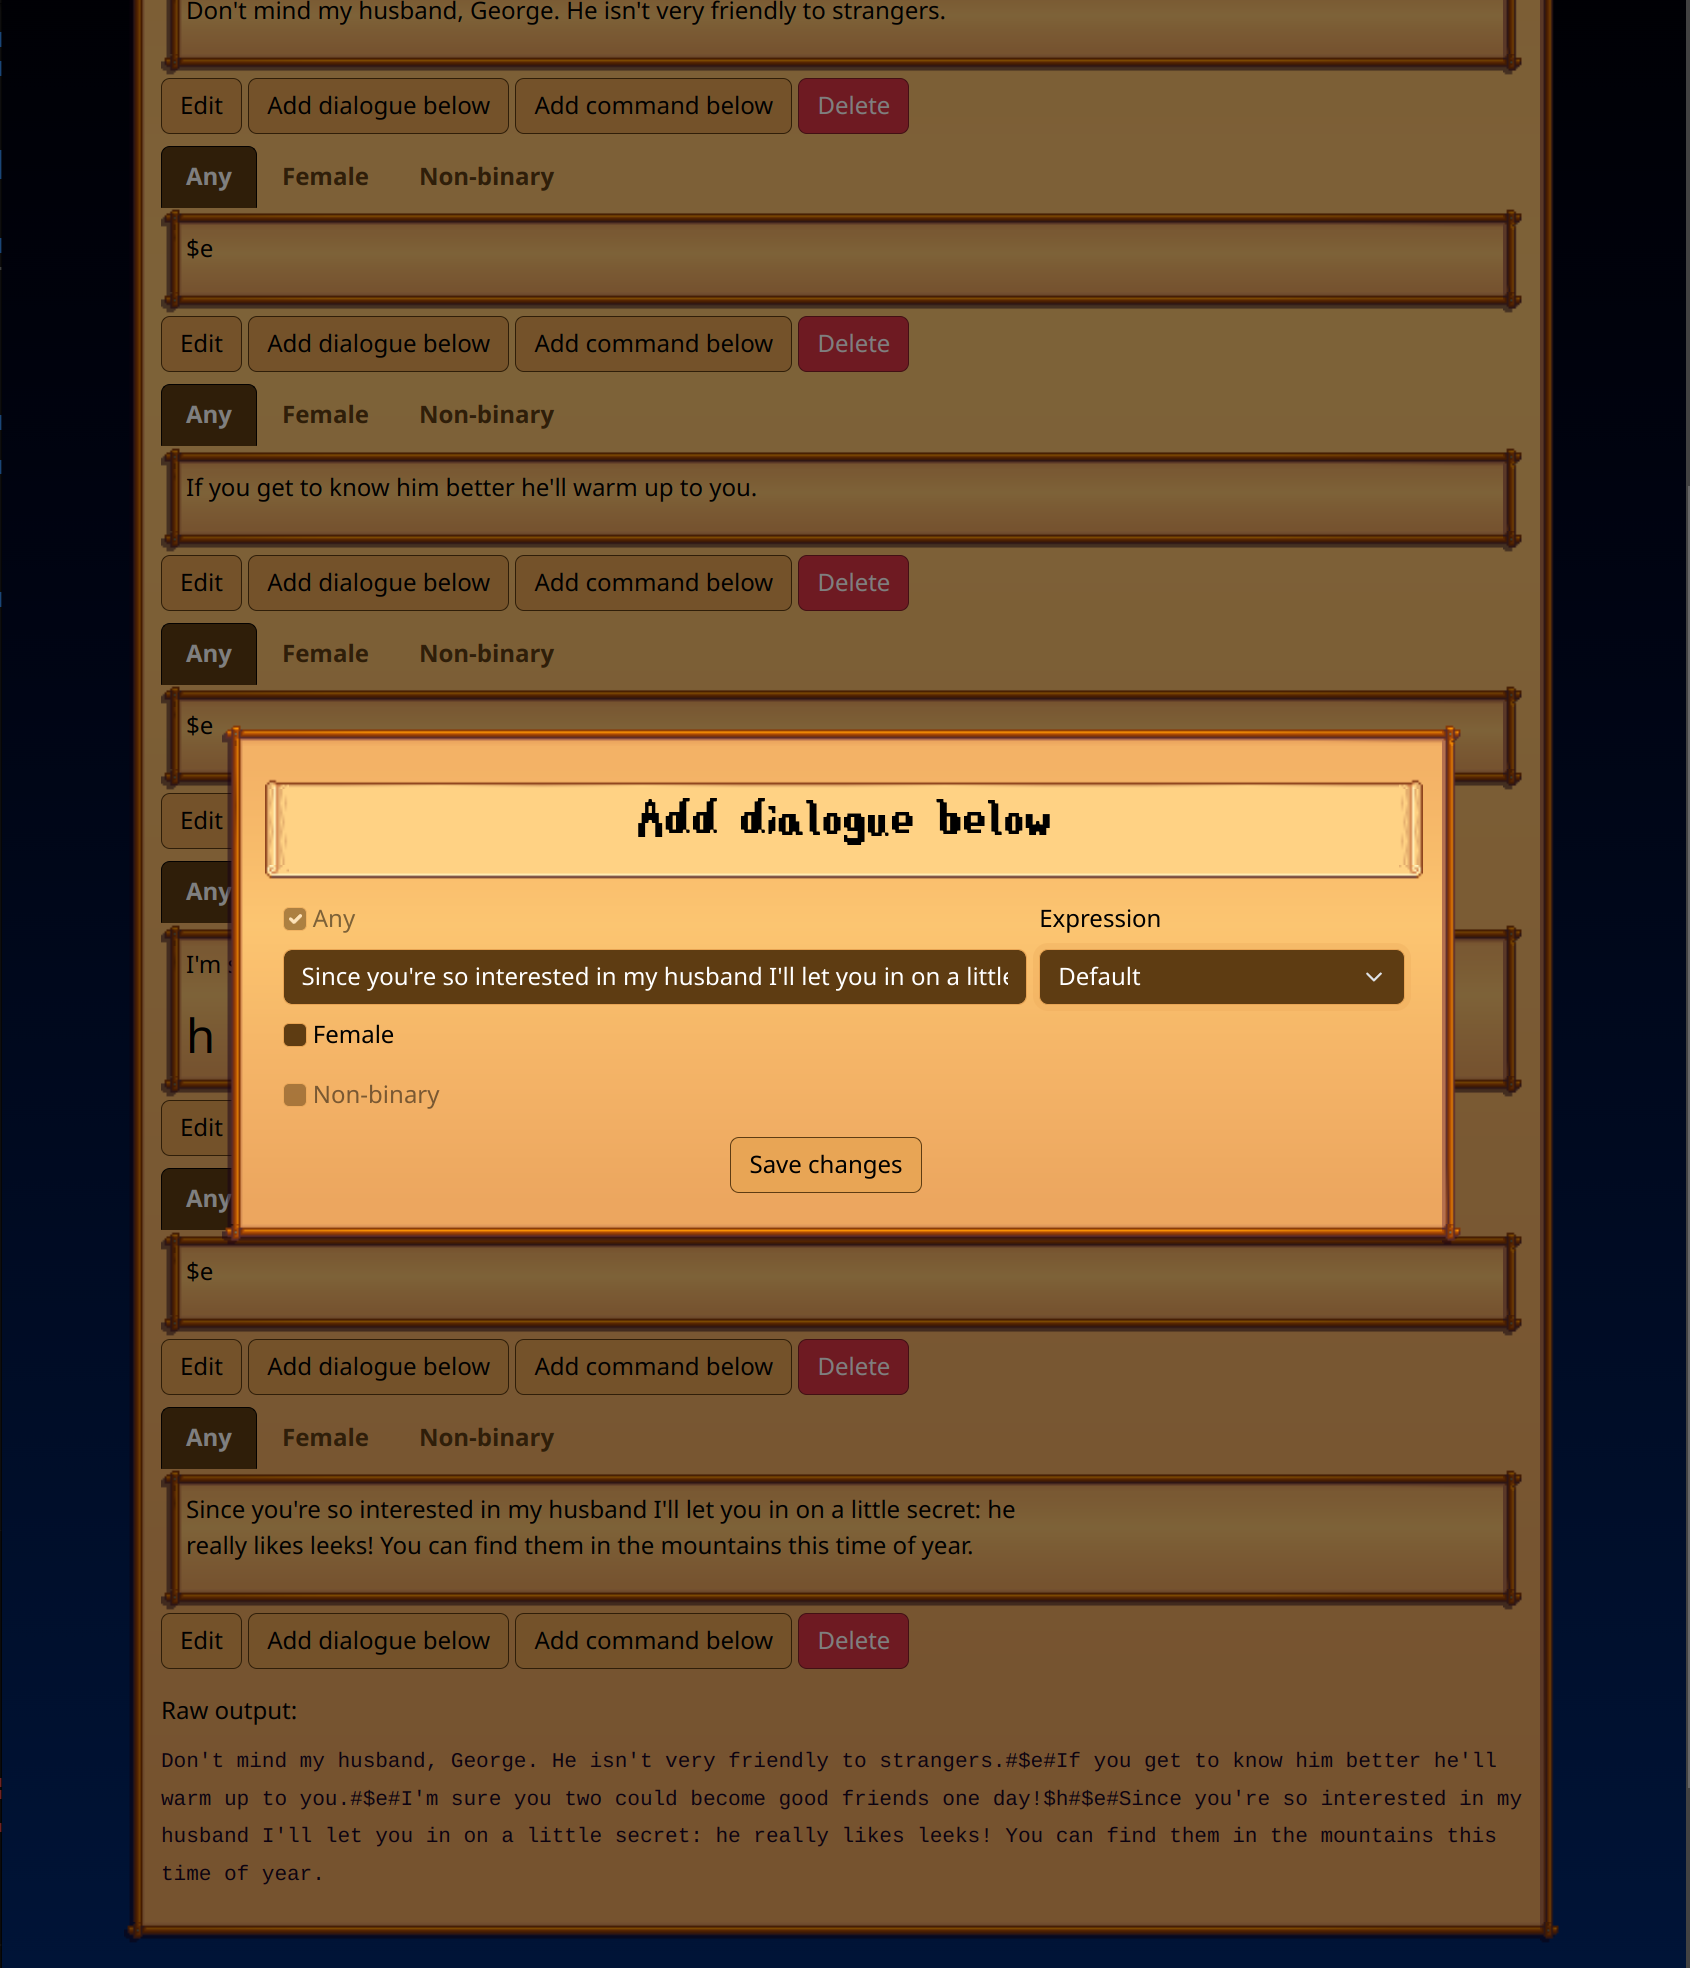 Don't mind my husband, George. He isn't very friendly to strangers.
Edit Add dialogue below Add command below Delete
Any Female Non-binary
$e
Edit Add dialogue below Add command below Delete
Any Female Non-binary
If you get to know him better he'll warm up to you.
Edit Add dialogue below Add command below Delete
Any Female Non-binary
$e
Add dialogue below
Edit
Any
Any Expression
I'm
Since you're so interested in my husband I'll let you in on a little Default
h
Female
Non-binary
Edit
Save changes
Any
$e
Edit Add dialogue below Add command below Delete
Any Female Non-binary
Since you're so interested in my husband I'll let you in on a little secret: he
really likes leeks! You can find them in the mountains this time of year.
Edit Add dialogue below Add command below Delete
Raw output:
Don't mind my husband, George. He isn't very friendly to strangers.#$e#If you get to know him better he'll
warm up to you.#$e#I'm sure you two could become good friends one day!$h#$e#Since you're so interested in my
husband I'll let you in on a little secret: he really likes leeks! You can find them in the mountains this
time of year.